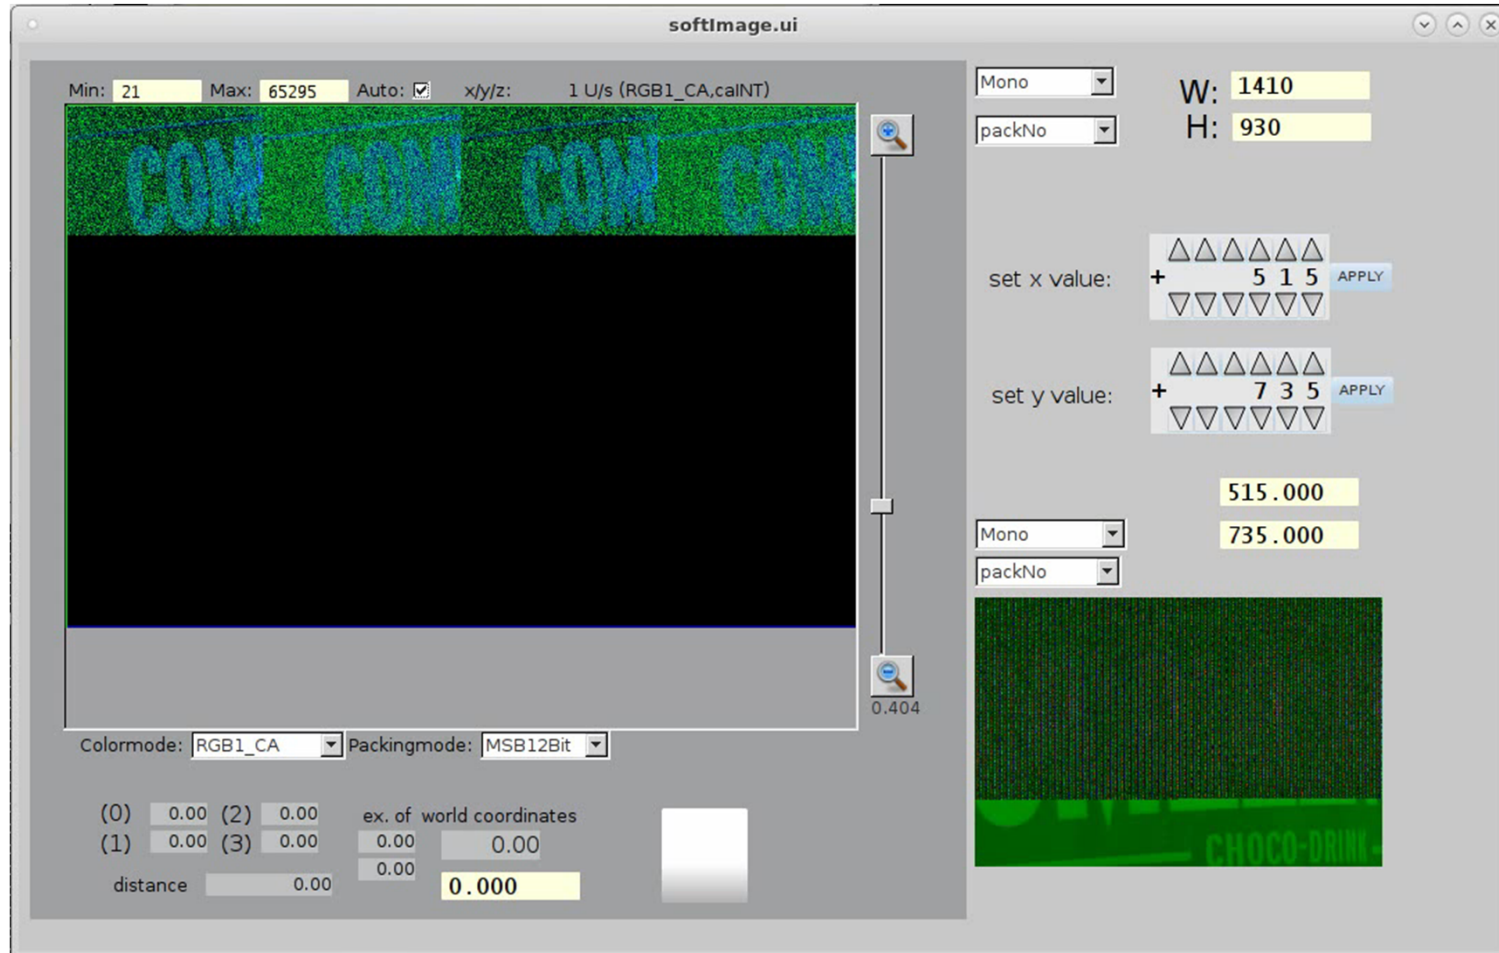 softImage.ui
Min: 21 Max: 65295 Auto: x/y/z: 1 U/s (RGB1_CA,caINT)
COM COM COM COM
0.404
Colormode: RGB1_CA Packingmode: MSB12Bit
(0) 0.00 (2) 0.00
(1) 0.00 (3) 0.00
distance 0.00
ex. of world coordinates
0.00 0.00
0.00 0.000
Mono
packNo
W: 1410
H: 930
set x value: + 5 1 5 APPLY
set y value: + 7 3 5 APPLY
515.000
735.000
Mono
packNo
CHOCO-DRINK